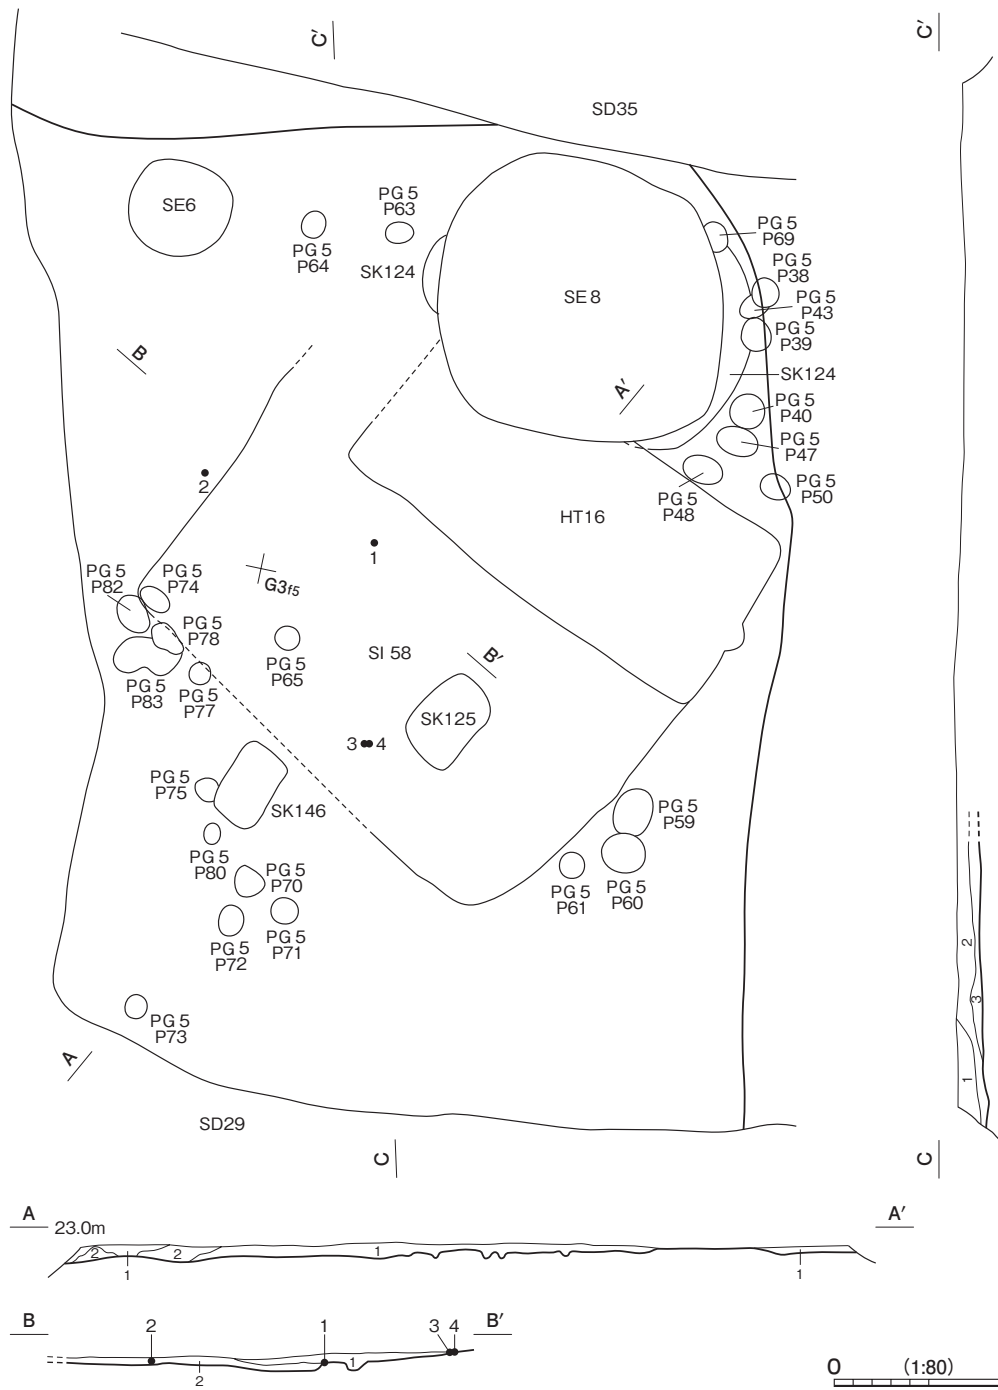 C′
C′
SD35
SE6
PG 5
P63
PG 5
P64
SK124
SE 8
PG 5
P69
PG 5
P38
PG 5
P43
PG 5
P39
SK124
B
A′
PG 5
P40
PG 5
P47
PG 5
P50
PG 5
P48
2
HT16
1
G3f5
PG 5
P82
PG 5
P74
PG 5
P78
PG 5
P83
PG 5
P77
PG 5
P65
SI 58
B′
SK125
3
4
PG 5
P75
SK146
PG 5
P59
PG 5
P80
PG 5
P70
PG 5
P61
PG 5
P60
PG 5
P72
PG 5
P71
PG 5
P73
A
SD29
C
2
3
1
C
A
23.0m
A′
2
1
2
1
1
B
2
1
3
4
B′
2
1
0
(1:80)